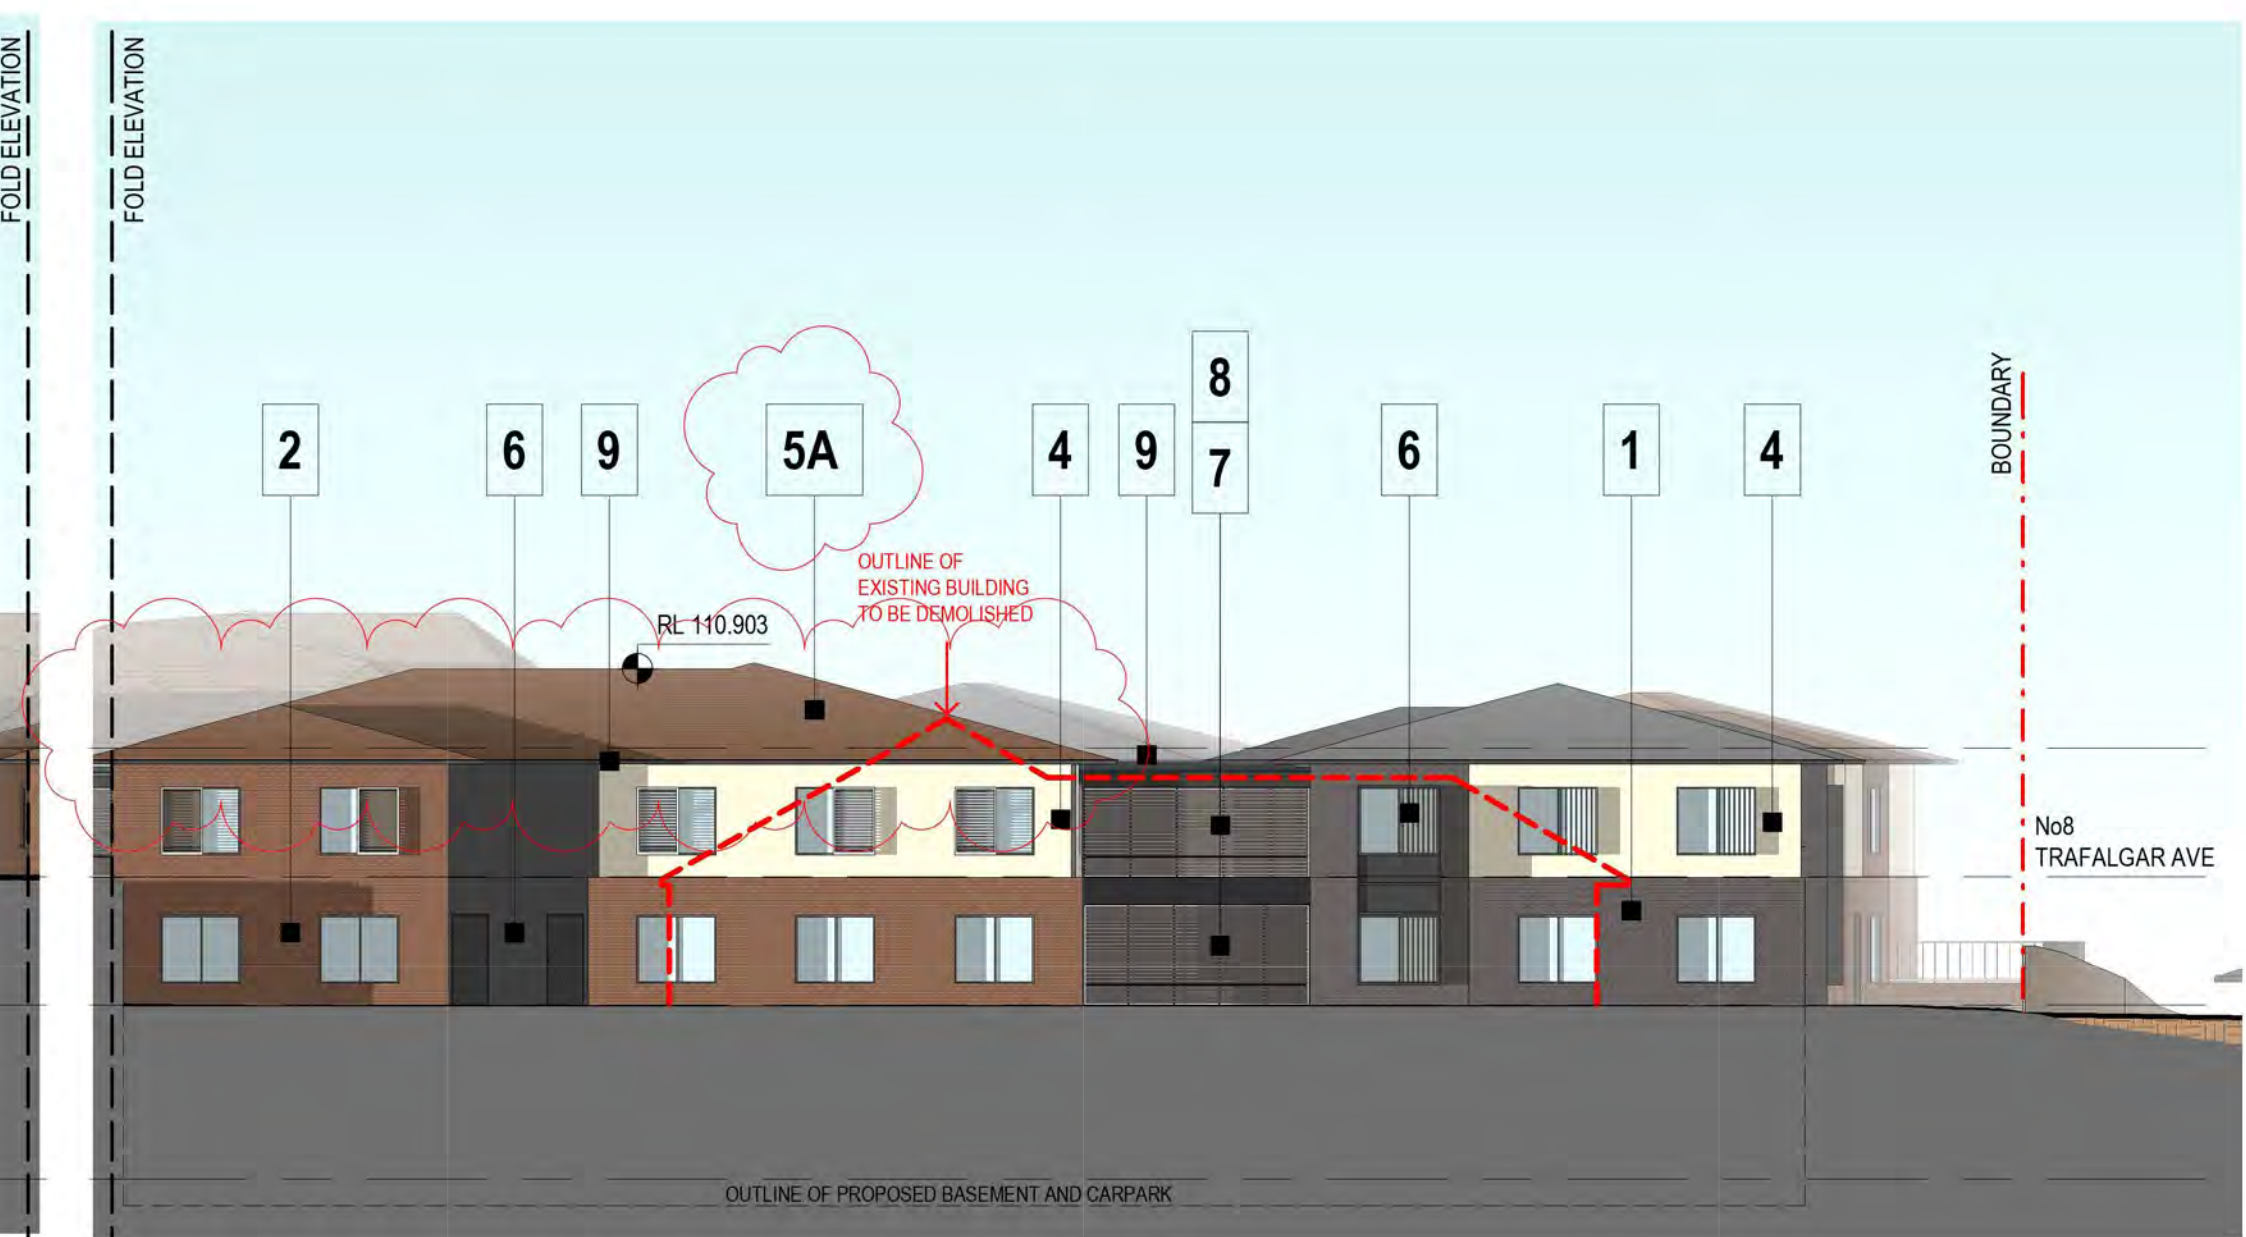 FOLD ELEVATION
FOLD ELEVATION
8
2
6
9
5A
4
9
7
6
1
4
BOUNDARY
OUTLINE OF
EXISTING BUILDING
TO BE DEMOLISHED
RL 110.903
No8
TRAFALGAR AVE
OUTLINE OF PROPOSED BASEMENT AND CARPARK